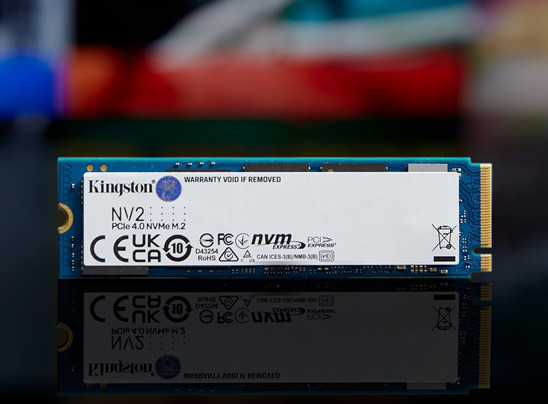 Kingston
WARRANTY VOID IF REMOVED
NV2
PCIe 4.0 NVMe M.2
CE UK CA 10 FC nvm EXPRESS PCI EXPRESS
D43254
RoHS
C US
CAN ICES-3(B)/NMB-3(B)